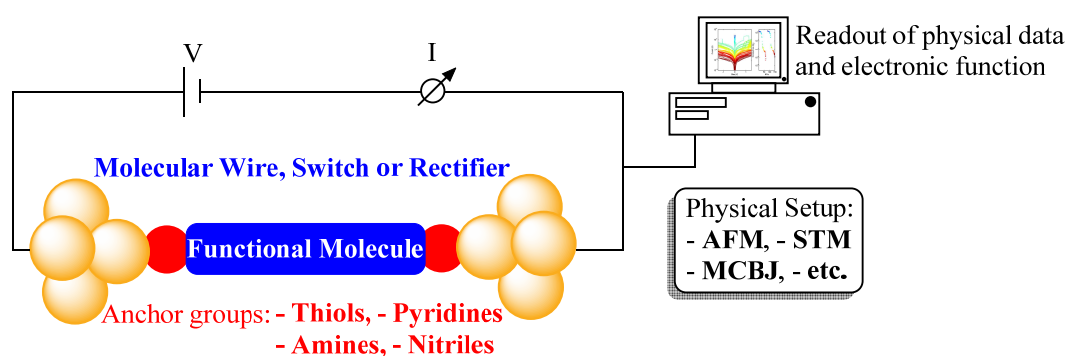 V
I
Readout of physical data
and electronic function
Molecular Wire, Switch or Rectifier
Functional Molecule
Physical Setup:
- AFM, - STM
- MCBJ, - etc.
Anchor groups: - Thiols, - Pyridines
- Amines, - Nitriles